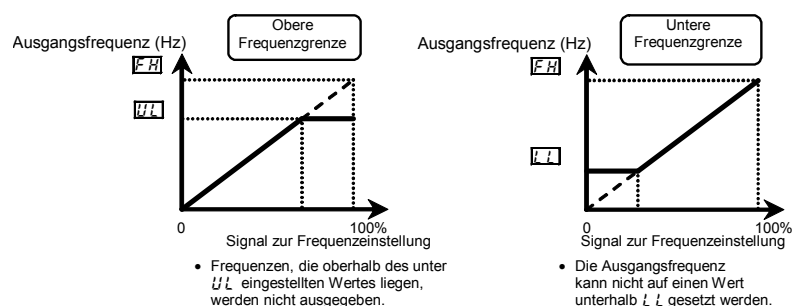 Obere
Frequenzgrenze
Ausgangsfrequenz (Hz)
FH
UL
0
100%
Signal zur Frequenzeinstellung
• Frequenzen, die oberhalb des unter
UL eingestellten Wertes liegen,
werden nicht ausgegeben.
Untere
Frequenzgrenze
Ausgangsfrequenz (Hz)
FH
LL
0
100%
Signal zur Frequenzeinstellung
• Die Ausgangsfrequenz
kann nicht auf einen Wert
unterhalb LL gesetzt werden.